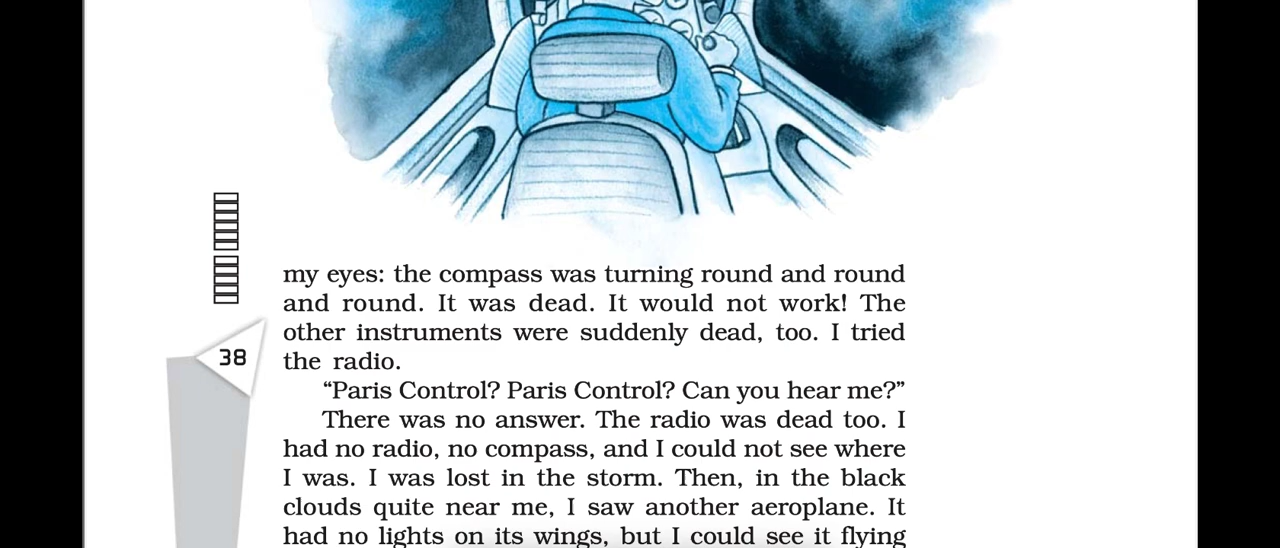 my eyes: the compass was turning round and round
and round. It was dead. It would not work! The
other instruments were suddenly dead, too. I tried
the radio.
38
“Paris Control? Paris Control? Can you hear me?”
There was no answer. The radio was dead too. I
had no radio, no compass, and I could not see where
I was. I was lost in the storm. Then, in the black
clouds quite near me, I saw another aeroplane. It
had no lights on its wings, but I could see it flying